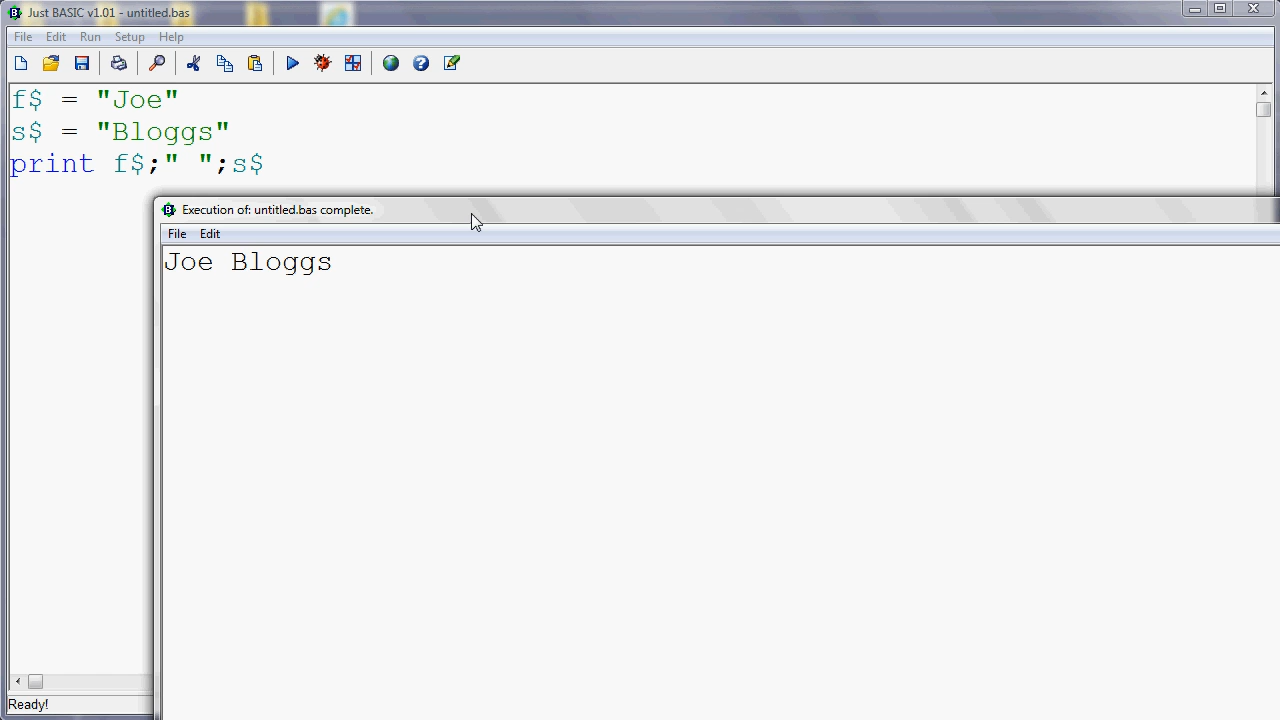 Just BASIC v1.01 - untitled.bas
File Edit Run Setup Help
f$ = "Joe"
s$ = "Bloggs"
print f$;" ";s$
Execution of: untitled.bas complete.
File Edit
Joe Bloggs
Ready!